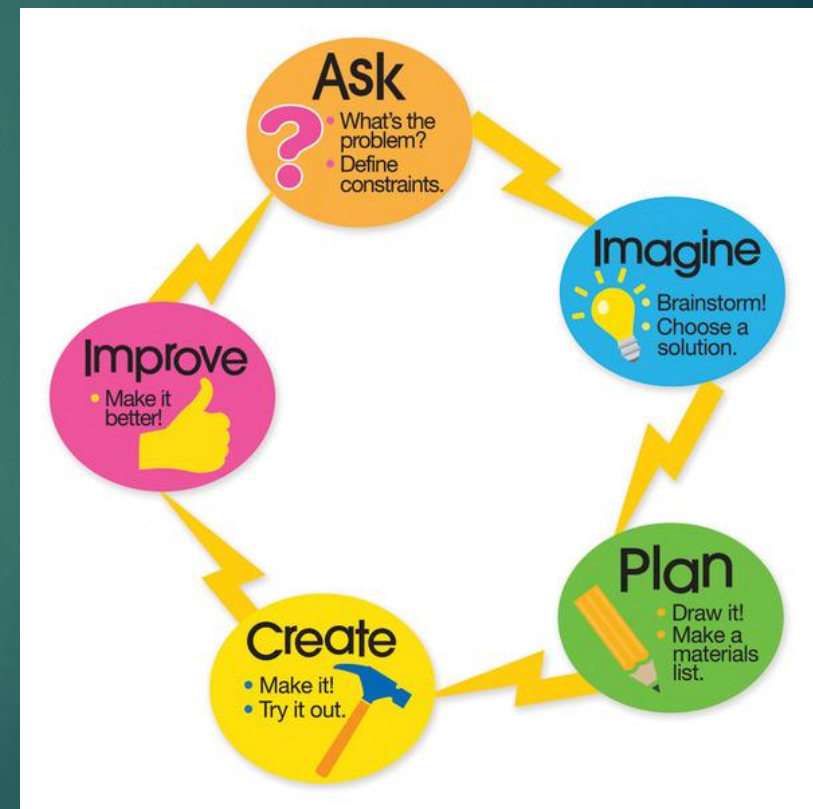 Ask
• What's the
problem?
• Define
constraints.
Imagine
• Brainstorm!
• Choose a
solution.
Plan
• Draw it!
• Make a
materials
list.
Create
• Make it!
• Try it out.
Improve
• Make it
better!